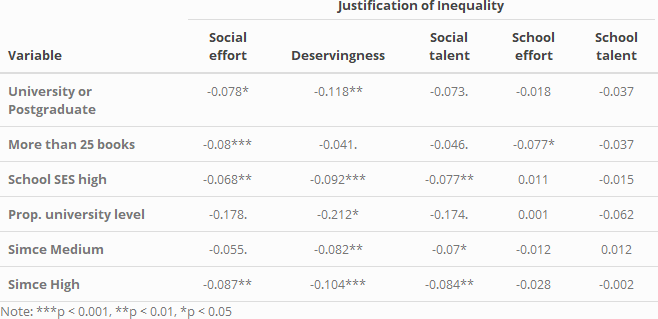 Justification of Inequality
Variable Social effort Deservingness Social talent School effort School talent
University or Postgraduate -0.078* -0.118** -0.073. -0.018 -0.037
More than 25 books -0.08*** -0.041. -0.046. -0.077* -0.037
School SES high -0.068** -0.092*** -0.077** 0.011 -0.015
Prop. university level -0.178. -0.212* -0.174. 0.001 -0.062
Simce Medium -0.055. -0.082** -0.07* -0.012 0.012
Simce High -0.087** -0.104*** -0.084** -0.028 -0.002
Note: ***p < 0.001, **p < 0.01, *p < 0.05